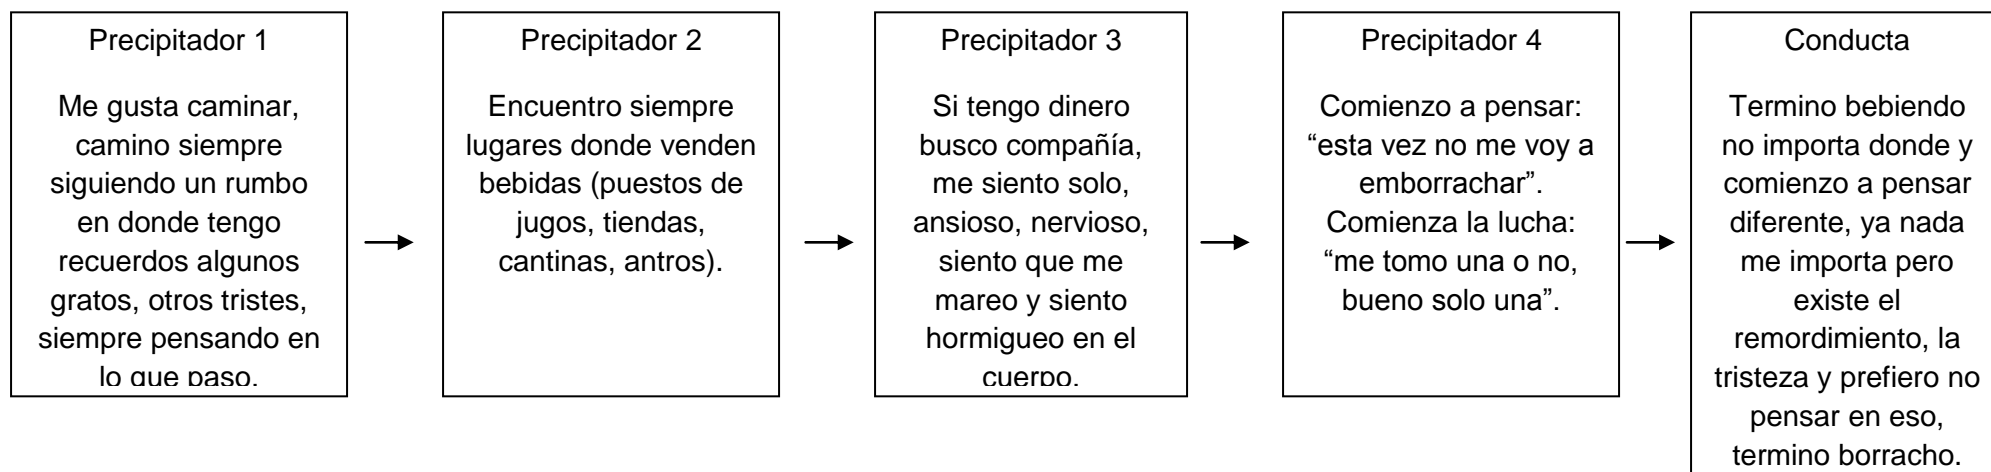 Precipitador 1
Me gusta caminar,
camino siempre
siguiendo un rumbo
en donde tengo
recuerdos algunos
gratos, otros tristes,
siempre pensando en
lo que paso.
Precipitador 2
Encuentro siempre
lugares donde venden
bebidas (puestos de
jugos, tiendas,
cantinas, antros).
Precipitador 3
Si tengo dinero
busco compañía,
me siento solo,
ansioso, nervioso,
siento que me
mareo y siento
hormigueo en el
cuerpo.
Precipitador 4
Comienzo a pensar:
“esta vez no me voy a
emborrachar”.
Comienza la lucha:
“me tomo una o no,
bueno solo una”.
Conducta
Termino bebiendo
no importa donde y
comienzo a pensar
diferente, ya nada
me importa pero
existe el
remordimiento, la
tristeza y prefiero no
pensar en eso,
termino borracho.